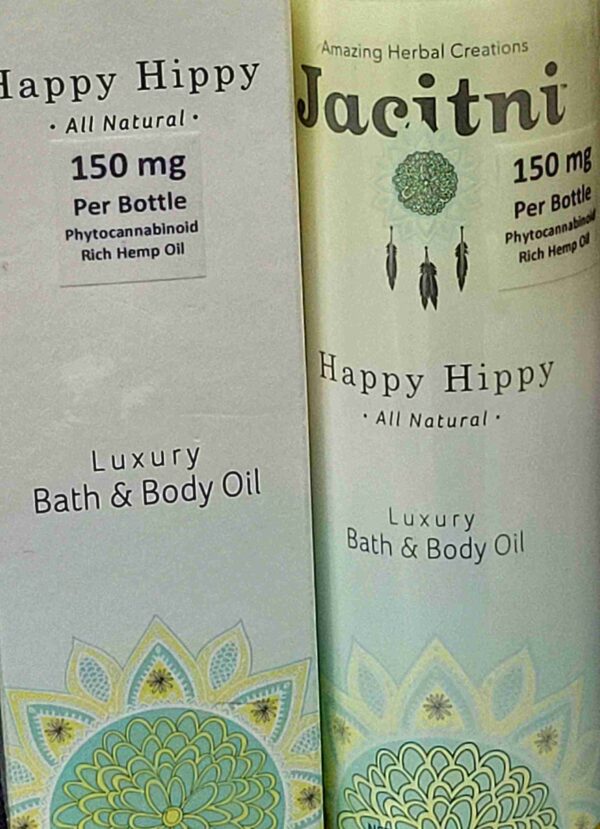 Happy Hippy
• All Natural •
150 mg
Per Bottle
Phytocannabinoid
Rich Hemp Oil
Luxury
Bath & Body Oil
Amazing Herbal Creations
Jacitni
150 mg
Per Bottle
Phytocannabinoid
Rich Hemp Oil
Happy Hippy
• All Natural •
Luxury
Bath & Body Oil